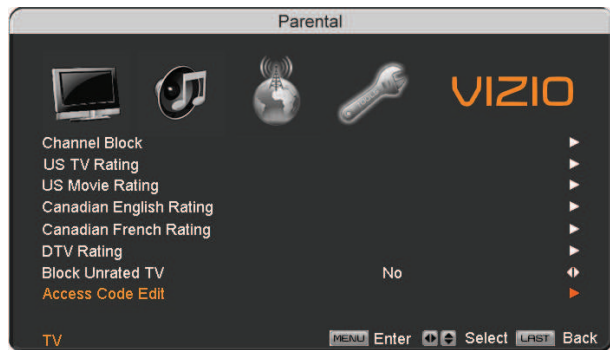 Parental
VIZIO
Channel Block
US TV Rating
US Movie Rating
Canadian English Rating
Canadian French Rating
DTV Rating
Block Unrated TV No
Access Code Edit
TV MENU Enter Select LAST Back